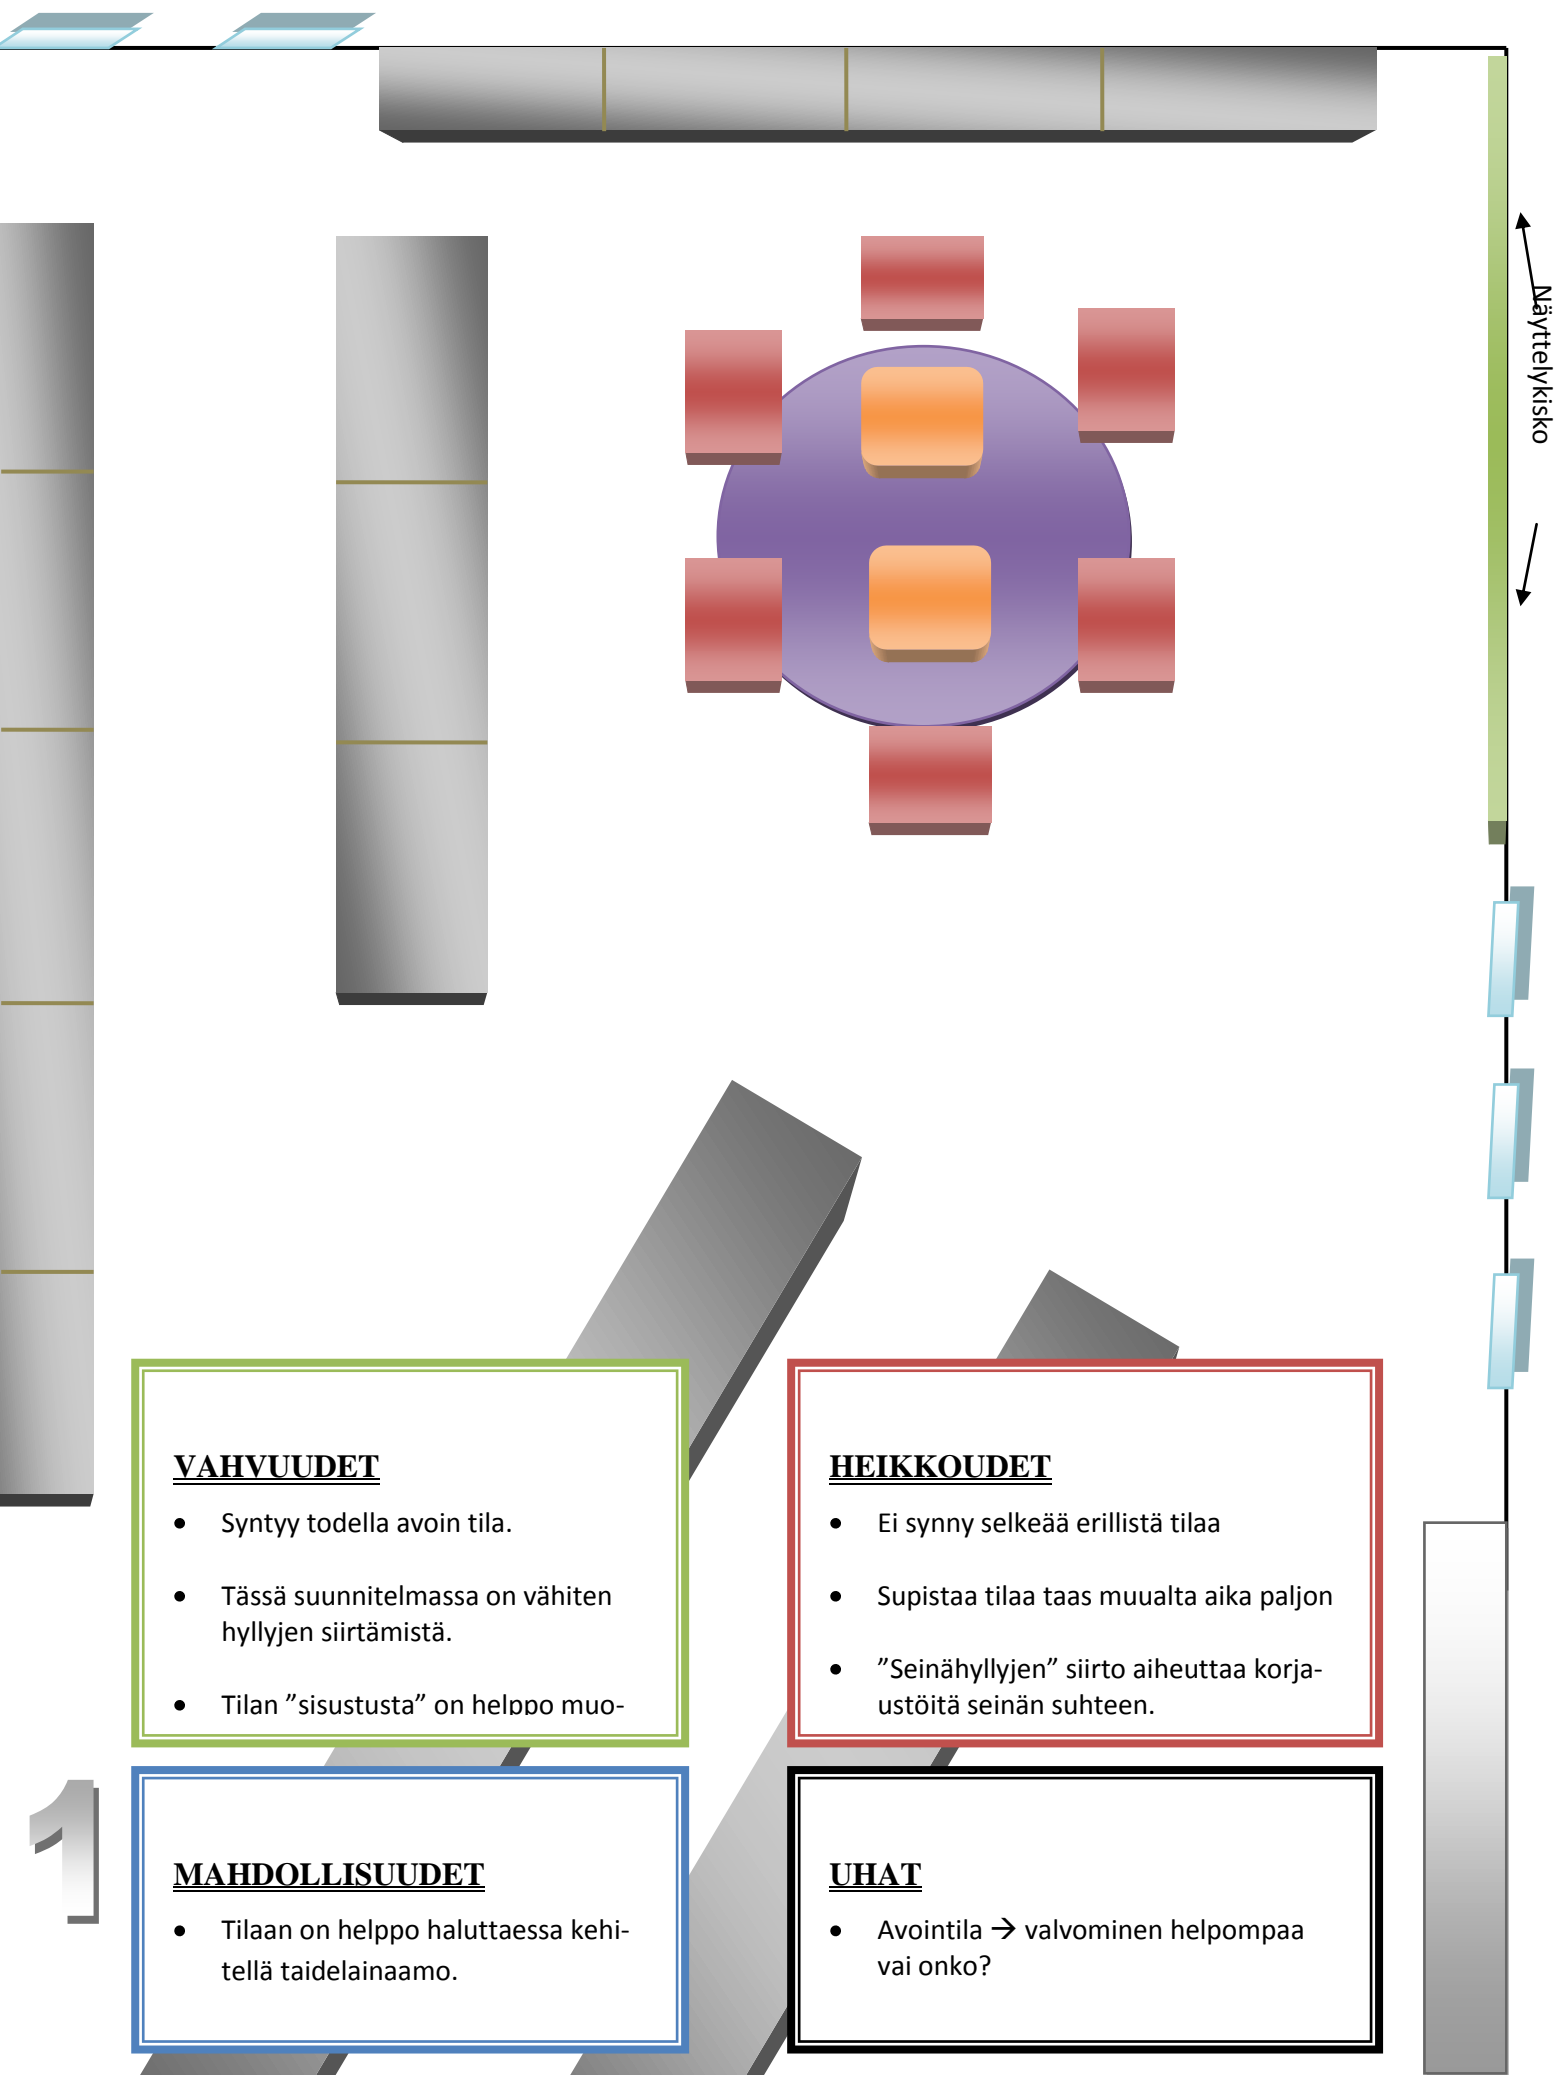 Näyttelykisko
VAHVUUDET
• Syntyy todella avoin tila.
• Tässä suunnitelmassa on vähiten
hyllyjen siirtämistä.
• Tilan ”sisustusta” on helppo muo-
HEIKKOUDET
• Ei synny selkeää erillistä tilaa
• Supistaa tilaa taas muualta aika paljon
• ”Seinähyllyjen” siirto aiheuttaa korja-
ustöitä seinän suhteen.
1
MAHDOLLISUUDET
• Tilaan on helppo haluttaessa kehi-
tellä taidelainaamo.
UHAT
• Avointila → valvominen helpompaa
vai onko?